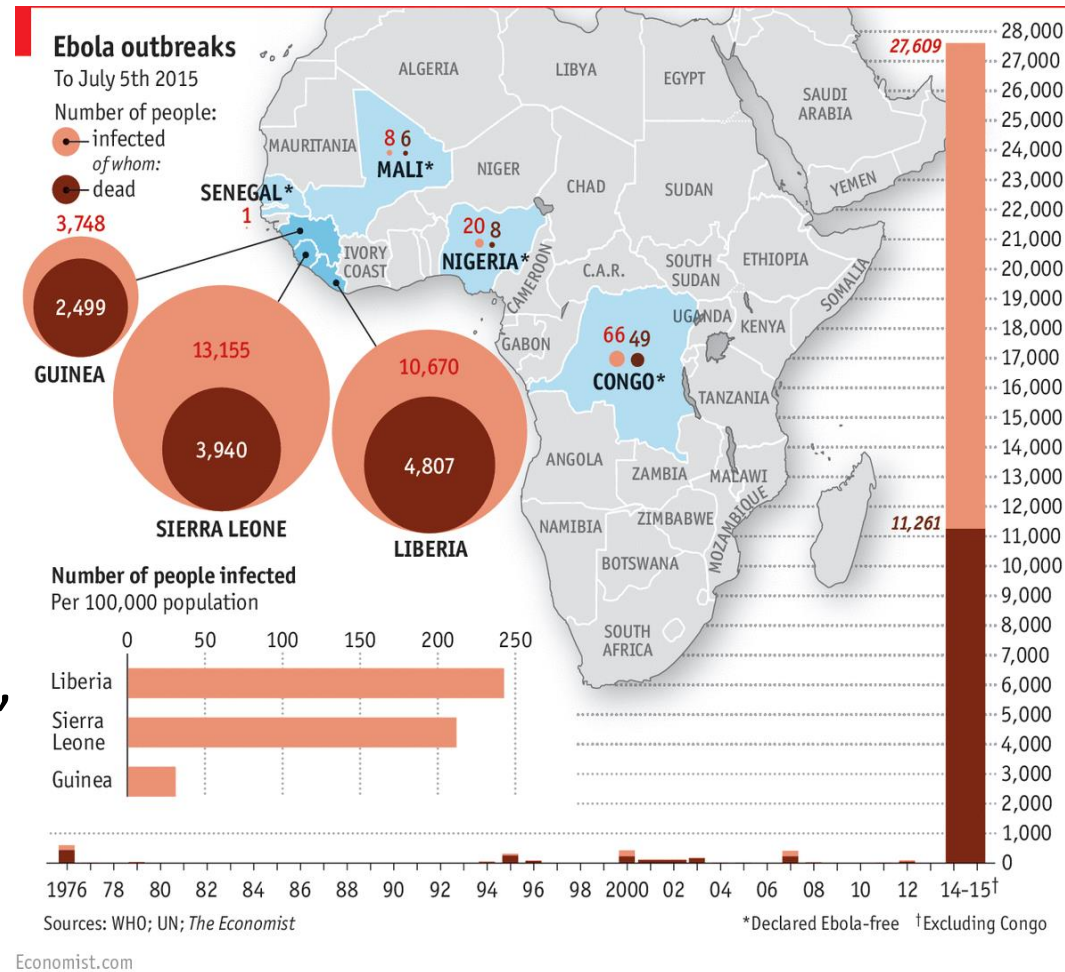 Ebola outbreaks
To July 5th 2015
Number of people:
infected
of whom:
dead
3,748
2,499
GUINEA
13,155
3,940
SIERRA LEONE
10,670
4,807
LIBERIA
SENEGAL*
1
8 6
MALI*
20 8
NIGERIA*
66 49
CONGO*
ALGERIA
LIBYA
EGYPT
SAUDI
ARABIA
MAURITANIA
NIGER
CHAD
SUDAN
YEMEN
IVORY
COAST
CAMEROON
C.A.R.
SOUTH
SUDAN
ETHIOPIA
SOMALIA
GABON
UGANDA
KENYA
TANZANIA
ANGOLA
ZAMBIA
MALAWI
MOZAMBIQUE
NAMIBIA
ZIMBABWE
BOTSWANA
SOUTH
AFRICA
27,609
11,261
28,000
27,000
26,000
25,000
24,000
23,000
22,000
21,000
20,000
19,000
18,000
17,000
16,000
15,000
14,000
13,000
12,000
11,000
10,000
9,000
8,000
7,000
6,000
5,000
4,000
3,000
2,000
1,000
0
Number of people infected
Per 100,000 population
0 50 100 150 200 250
Liberia
Sierra
Leone
Guinea
,
1976 78 80 82 84 86 88 90 92 94 96 98 2000 02 04 06 08 10 12 14-15†
Sources: WHO; UN; The Economist
*Declared Ebola-free †Excluding Congo
Economist.com